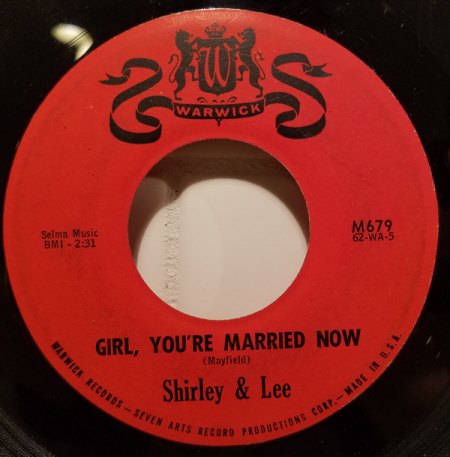 W
WARWICK
Selma Music
BMI - 2:31
M679
62-WA-5
GIRL, YOU'RE MARRIED NOW
(Mayfield)
Shirley & Lee
WARWICK RECORDS — SEVEN ARTS RECORD PRODUCTIONS CORP. — MADE IN U.S.A.